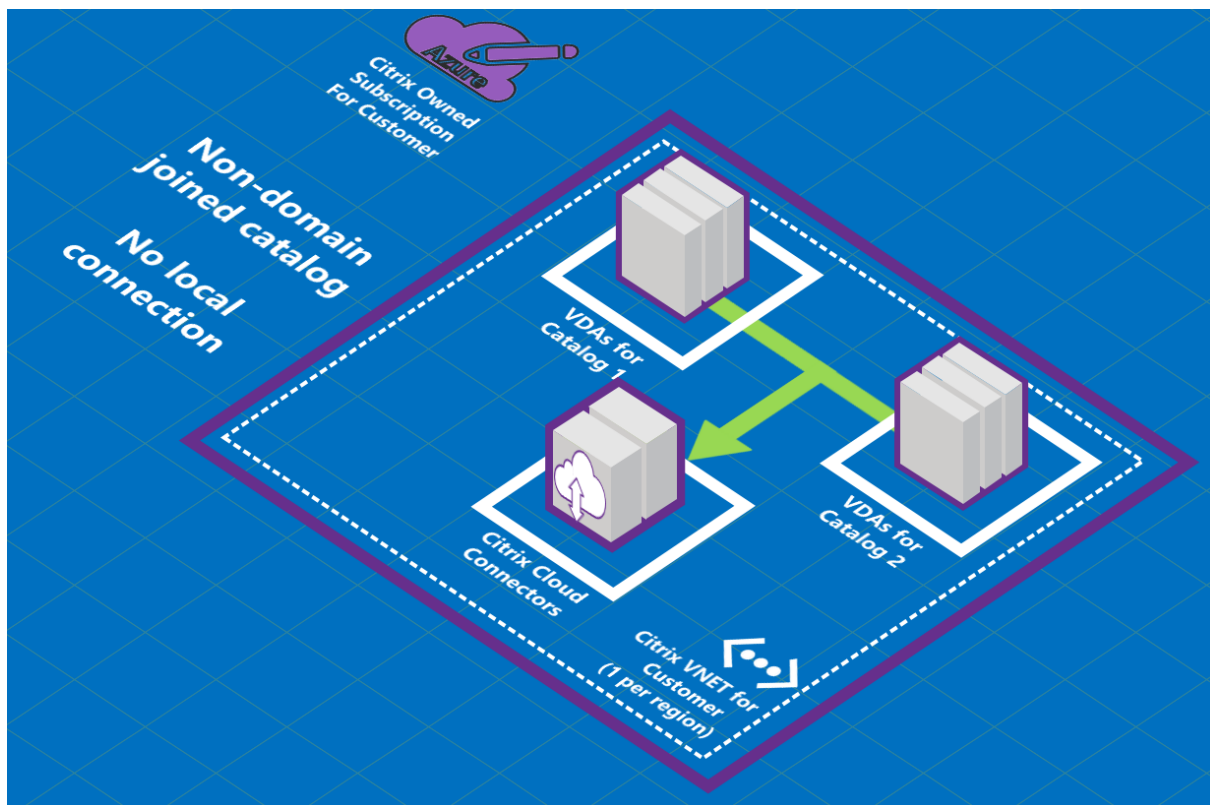 Azure
Citrix Owned
Subscription
For Customer
Non-domain
joined catalog
No local
connection
VDAs for
Catalog 1
VDAs for
Catalog 2
Citrix Cloud
Connectors
Citrix VNET for
Customer
(1 per region)